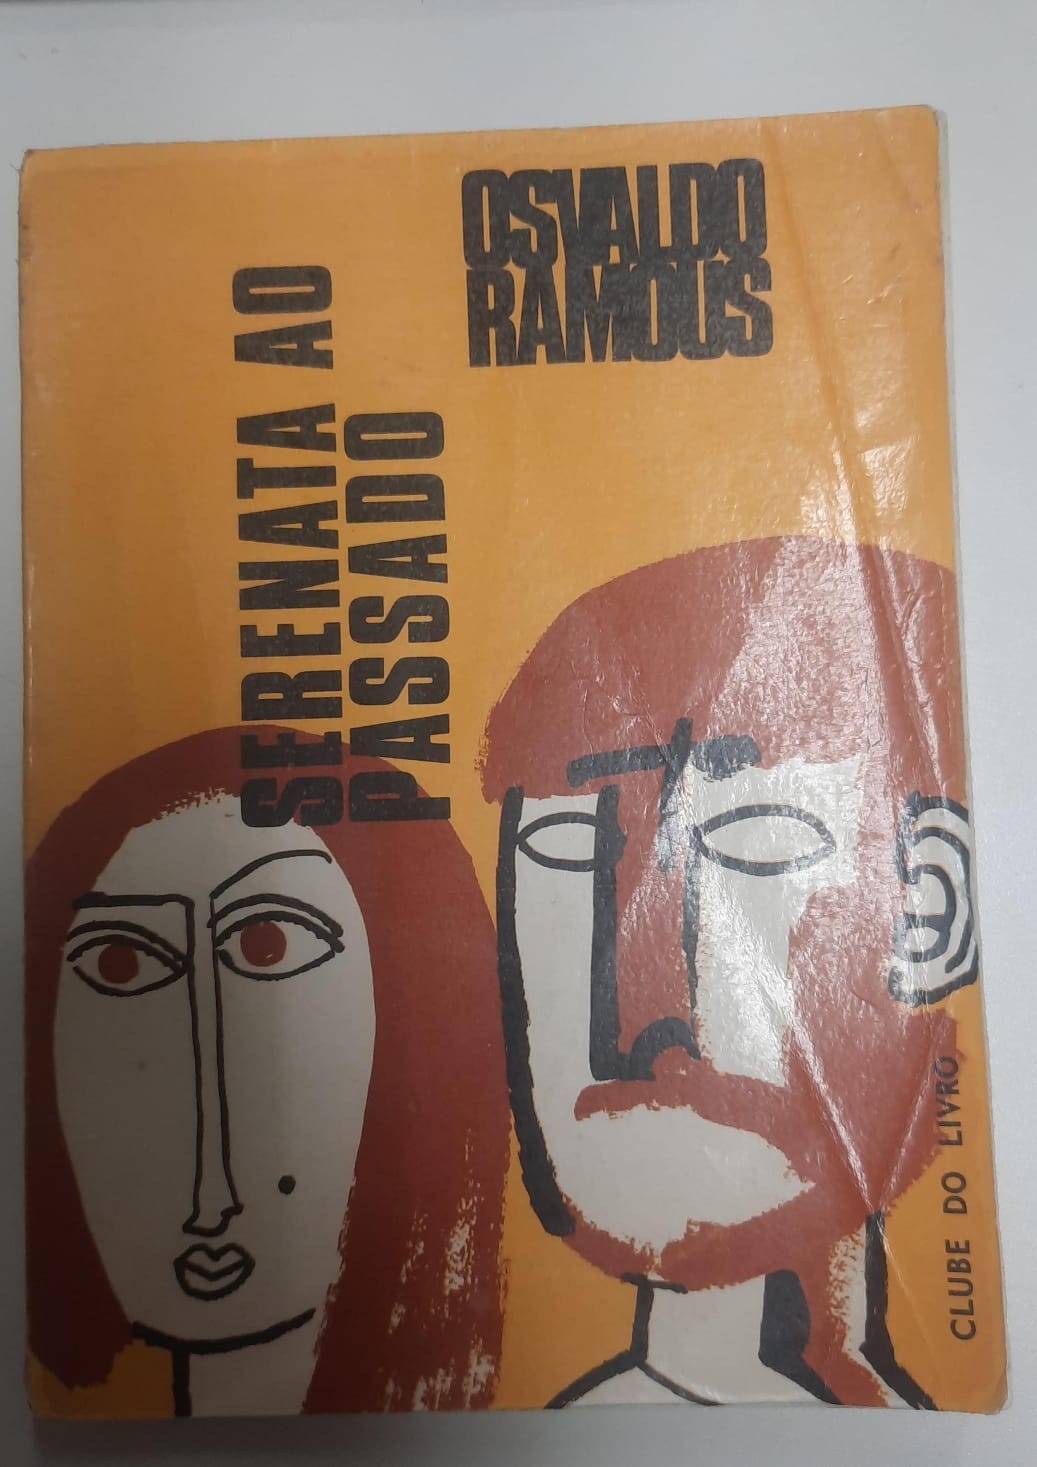 OSVALDO
RAMOUS
SERENATA AO
PASSADO
CLUBE DO LIVRO